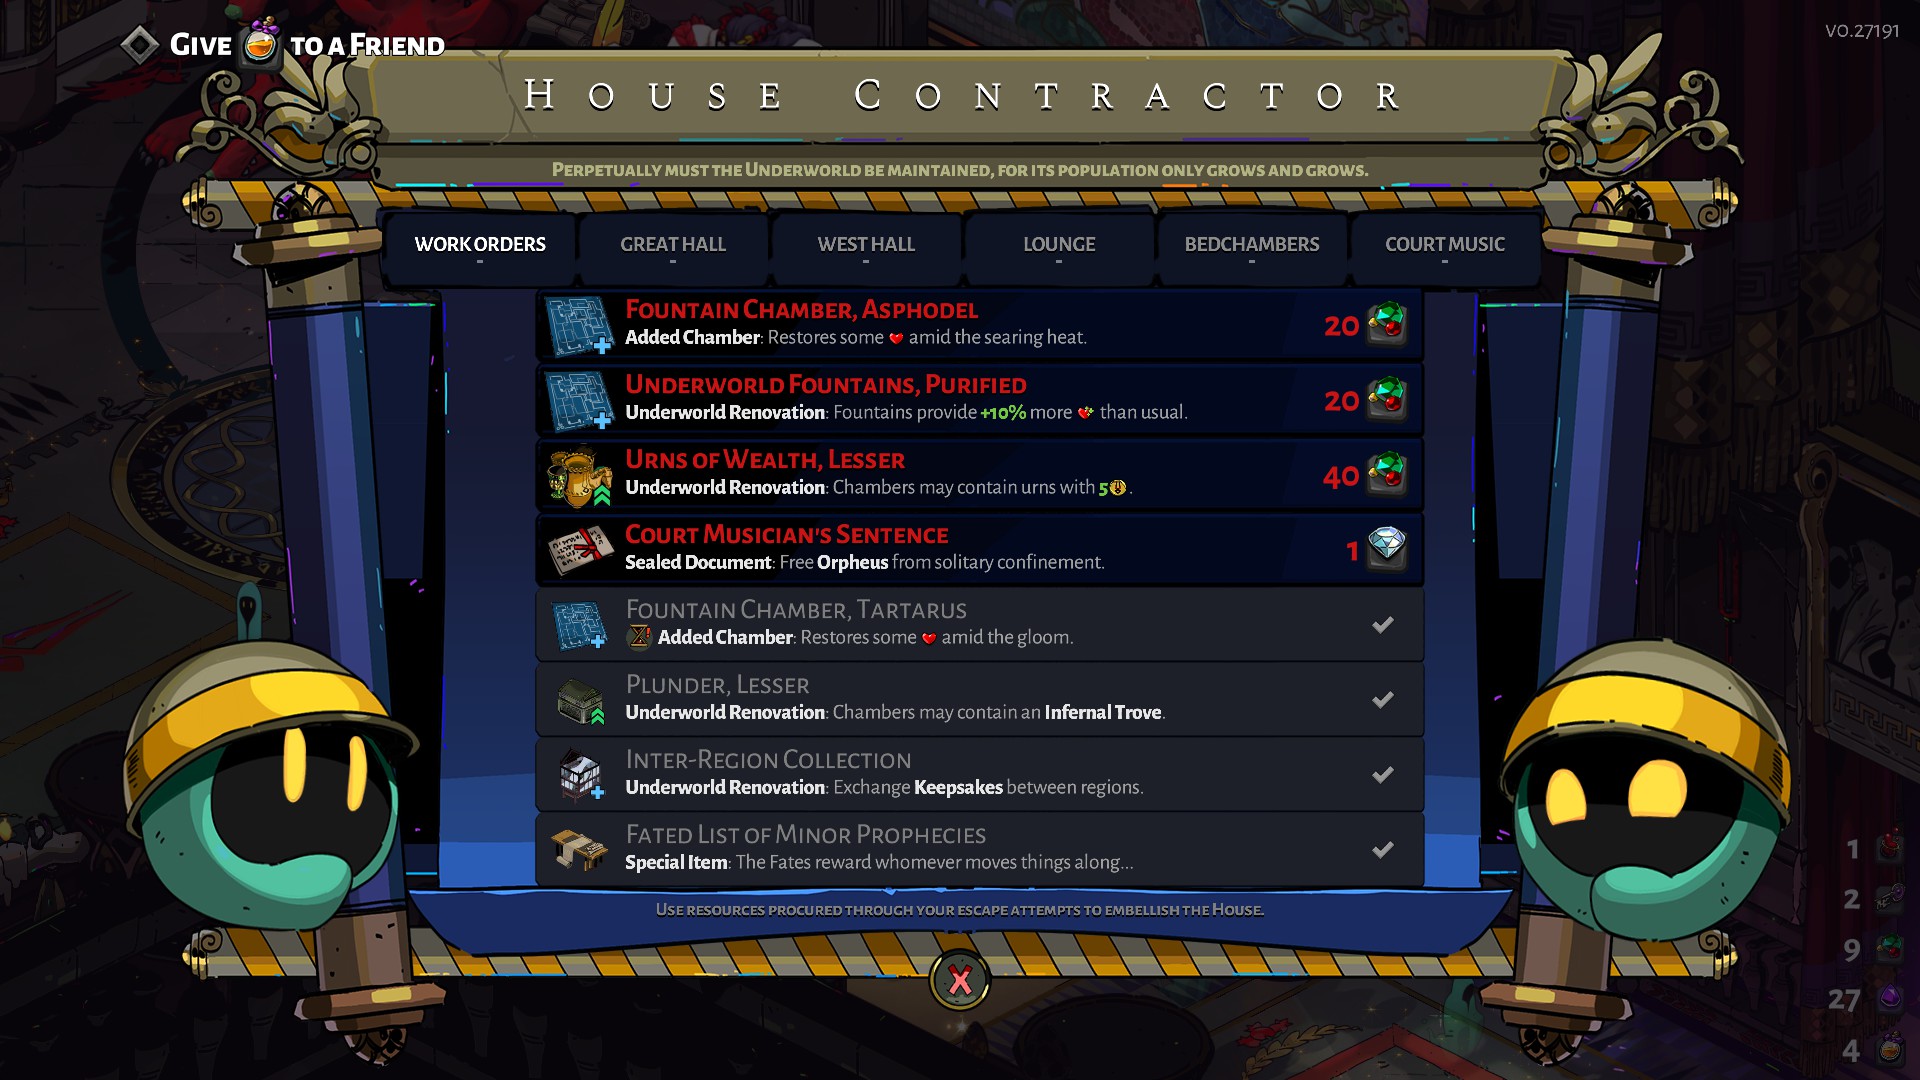 GIVE TO A FRIEND
V0.27191
HOUSE CONTRACTOR
PERPETUALLY MUST THE UNDERWORLD BE MAINTAINED, FOR ITS POPULATION ONLY GROWS AND GROWS.
WORK ORDERS
GREAT HALL
WEST HALL
LOUNGE
BEDCHAMBERS
COURT MUSIC
FOUNTAIN CHAMBER, ASPHODEL
Added Chamber: Restores some amid the searing heat.
20
UNDERWORLD FOUNTAINS, PURIFIED
Underworld Renovation: Fountains provide +10% more than usual.
20
URNS OF WEALTH, LESSER
Underworld Renovation: Chambers may contain urns with 5.
40
COURT MUSICIAN'S SENTENCE
Sealed Document: Free Orpheus from solitary confinement.
1
FOUNTAIN CHAMBER, TARTARUS
Added Chamber: Restores some amid the gloom.
PLUNDER, LESSER
Underworld Renovation: Chambers may contain an Infernal Trove.
INTER-REGION COLLECTION
Underworld Renovation: Exchange Keepsakes between regions.
FATED LIST OF MINOR PROPHECIES
Special Item: The Fates reward whomever moves things along...
USE RESOURCES PROCURED THROUGH YOUR ESCAPE ATTEMPTS TO EMBELLISH THE HOUSE.
1
2
9
27
4